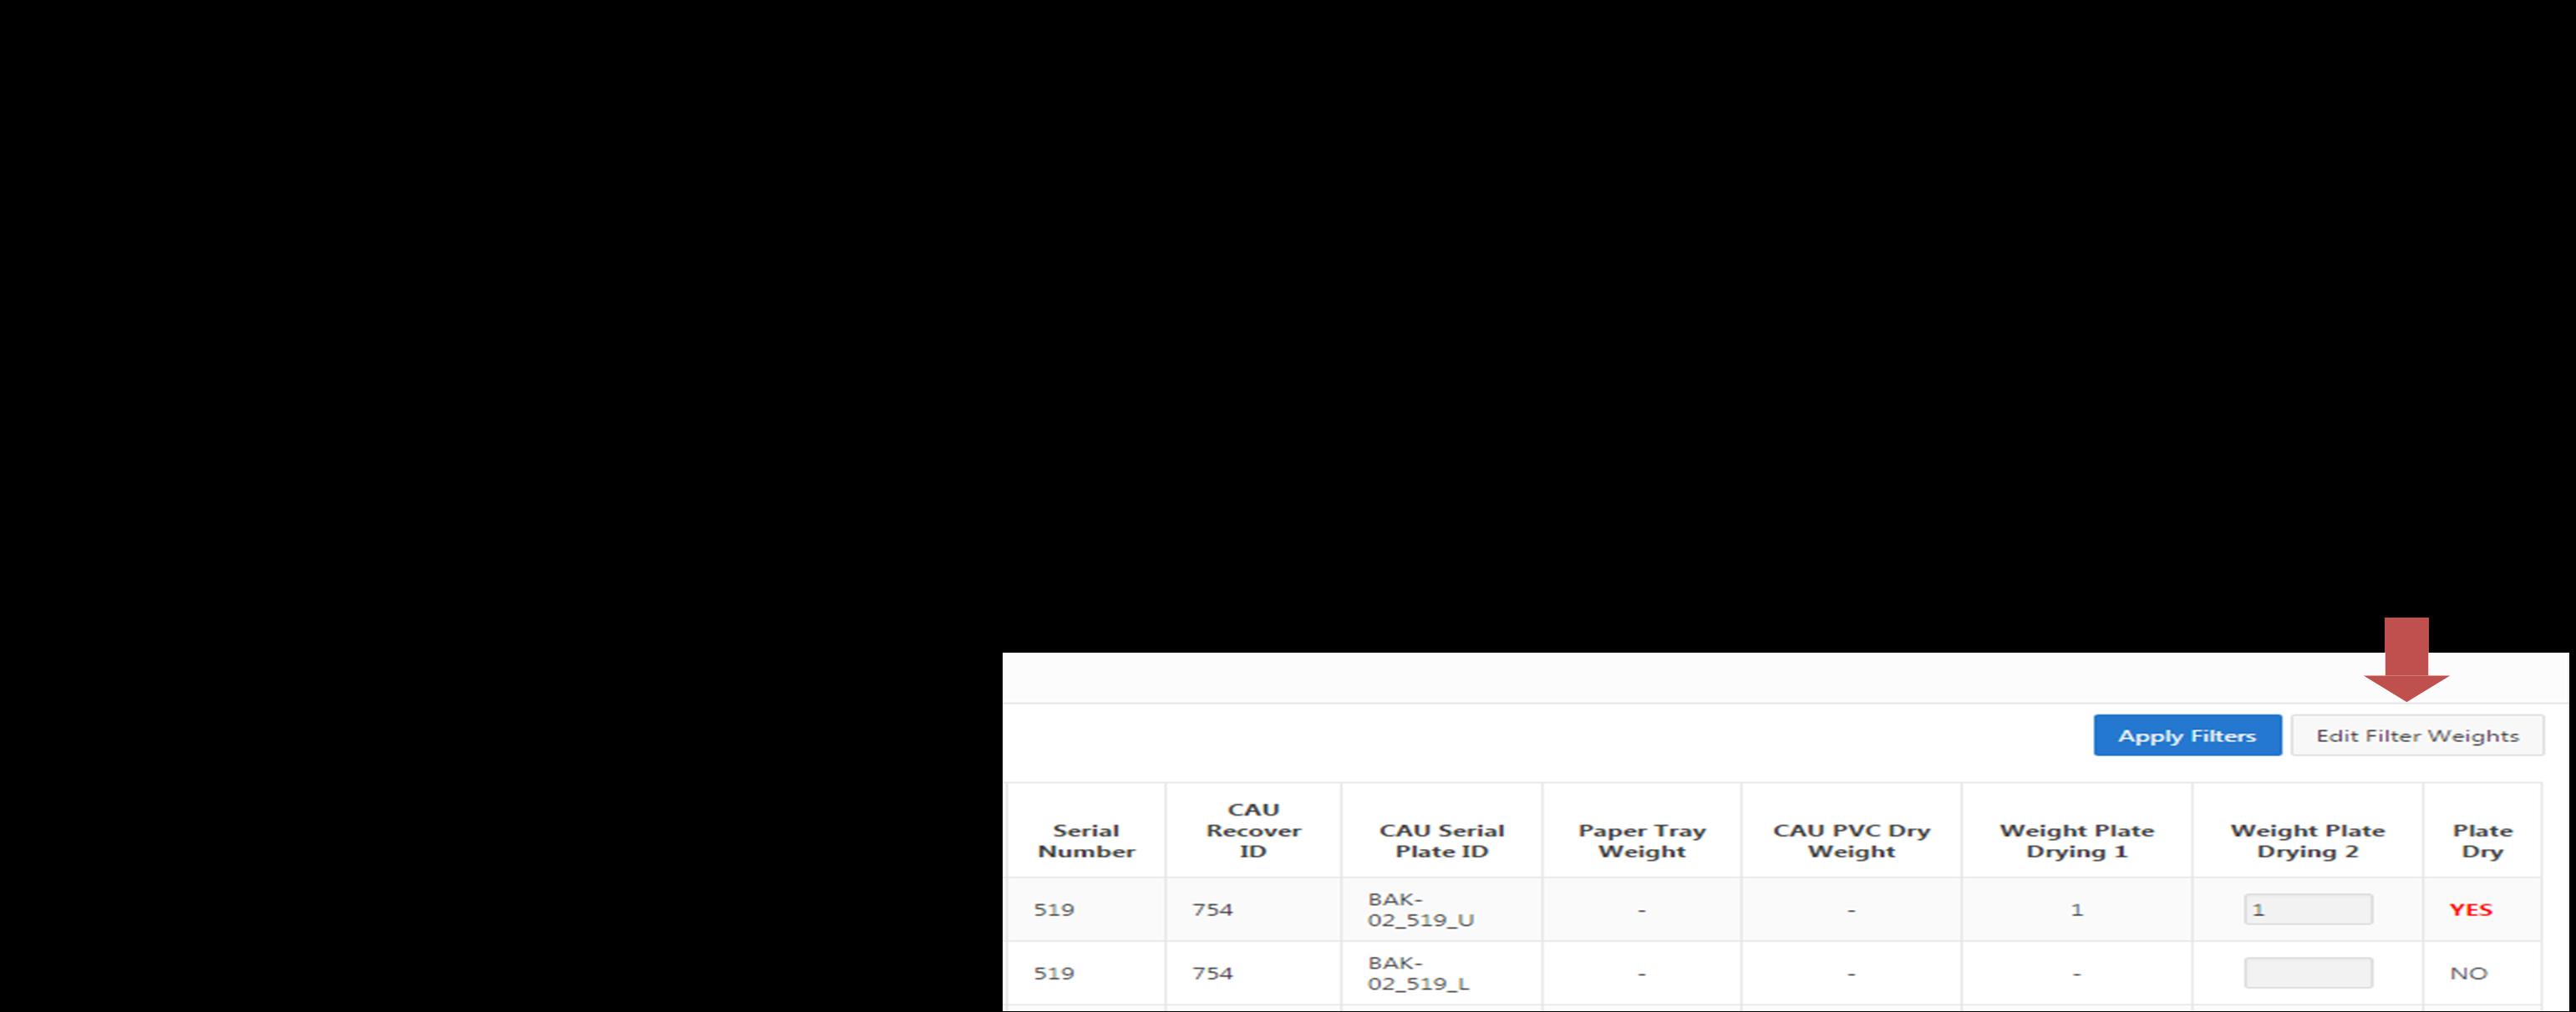 Apply Filters Edit Filter Weights
Serial Number CAU Recover ID CAU Serial Plate ID Paper Tray Weight CAU PVC Dry Weight Weight Plate Drying 1 Weight Plate Drying 2 Plate Dry
519 754 BAK-02_519_U - - 1 1 YES
519 754 BAK-02_519_L - - - NO